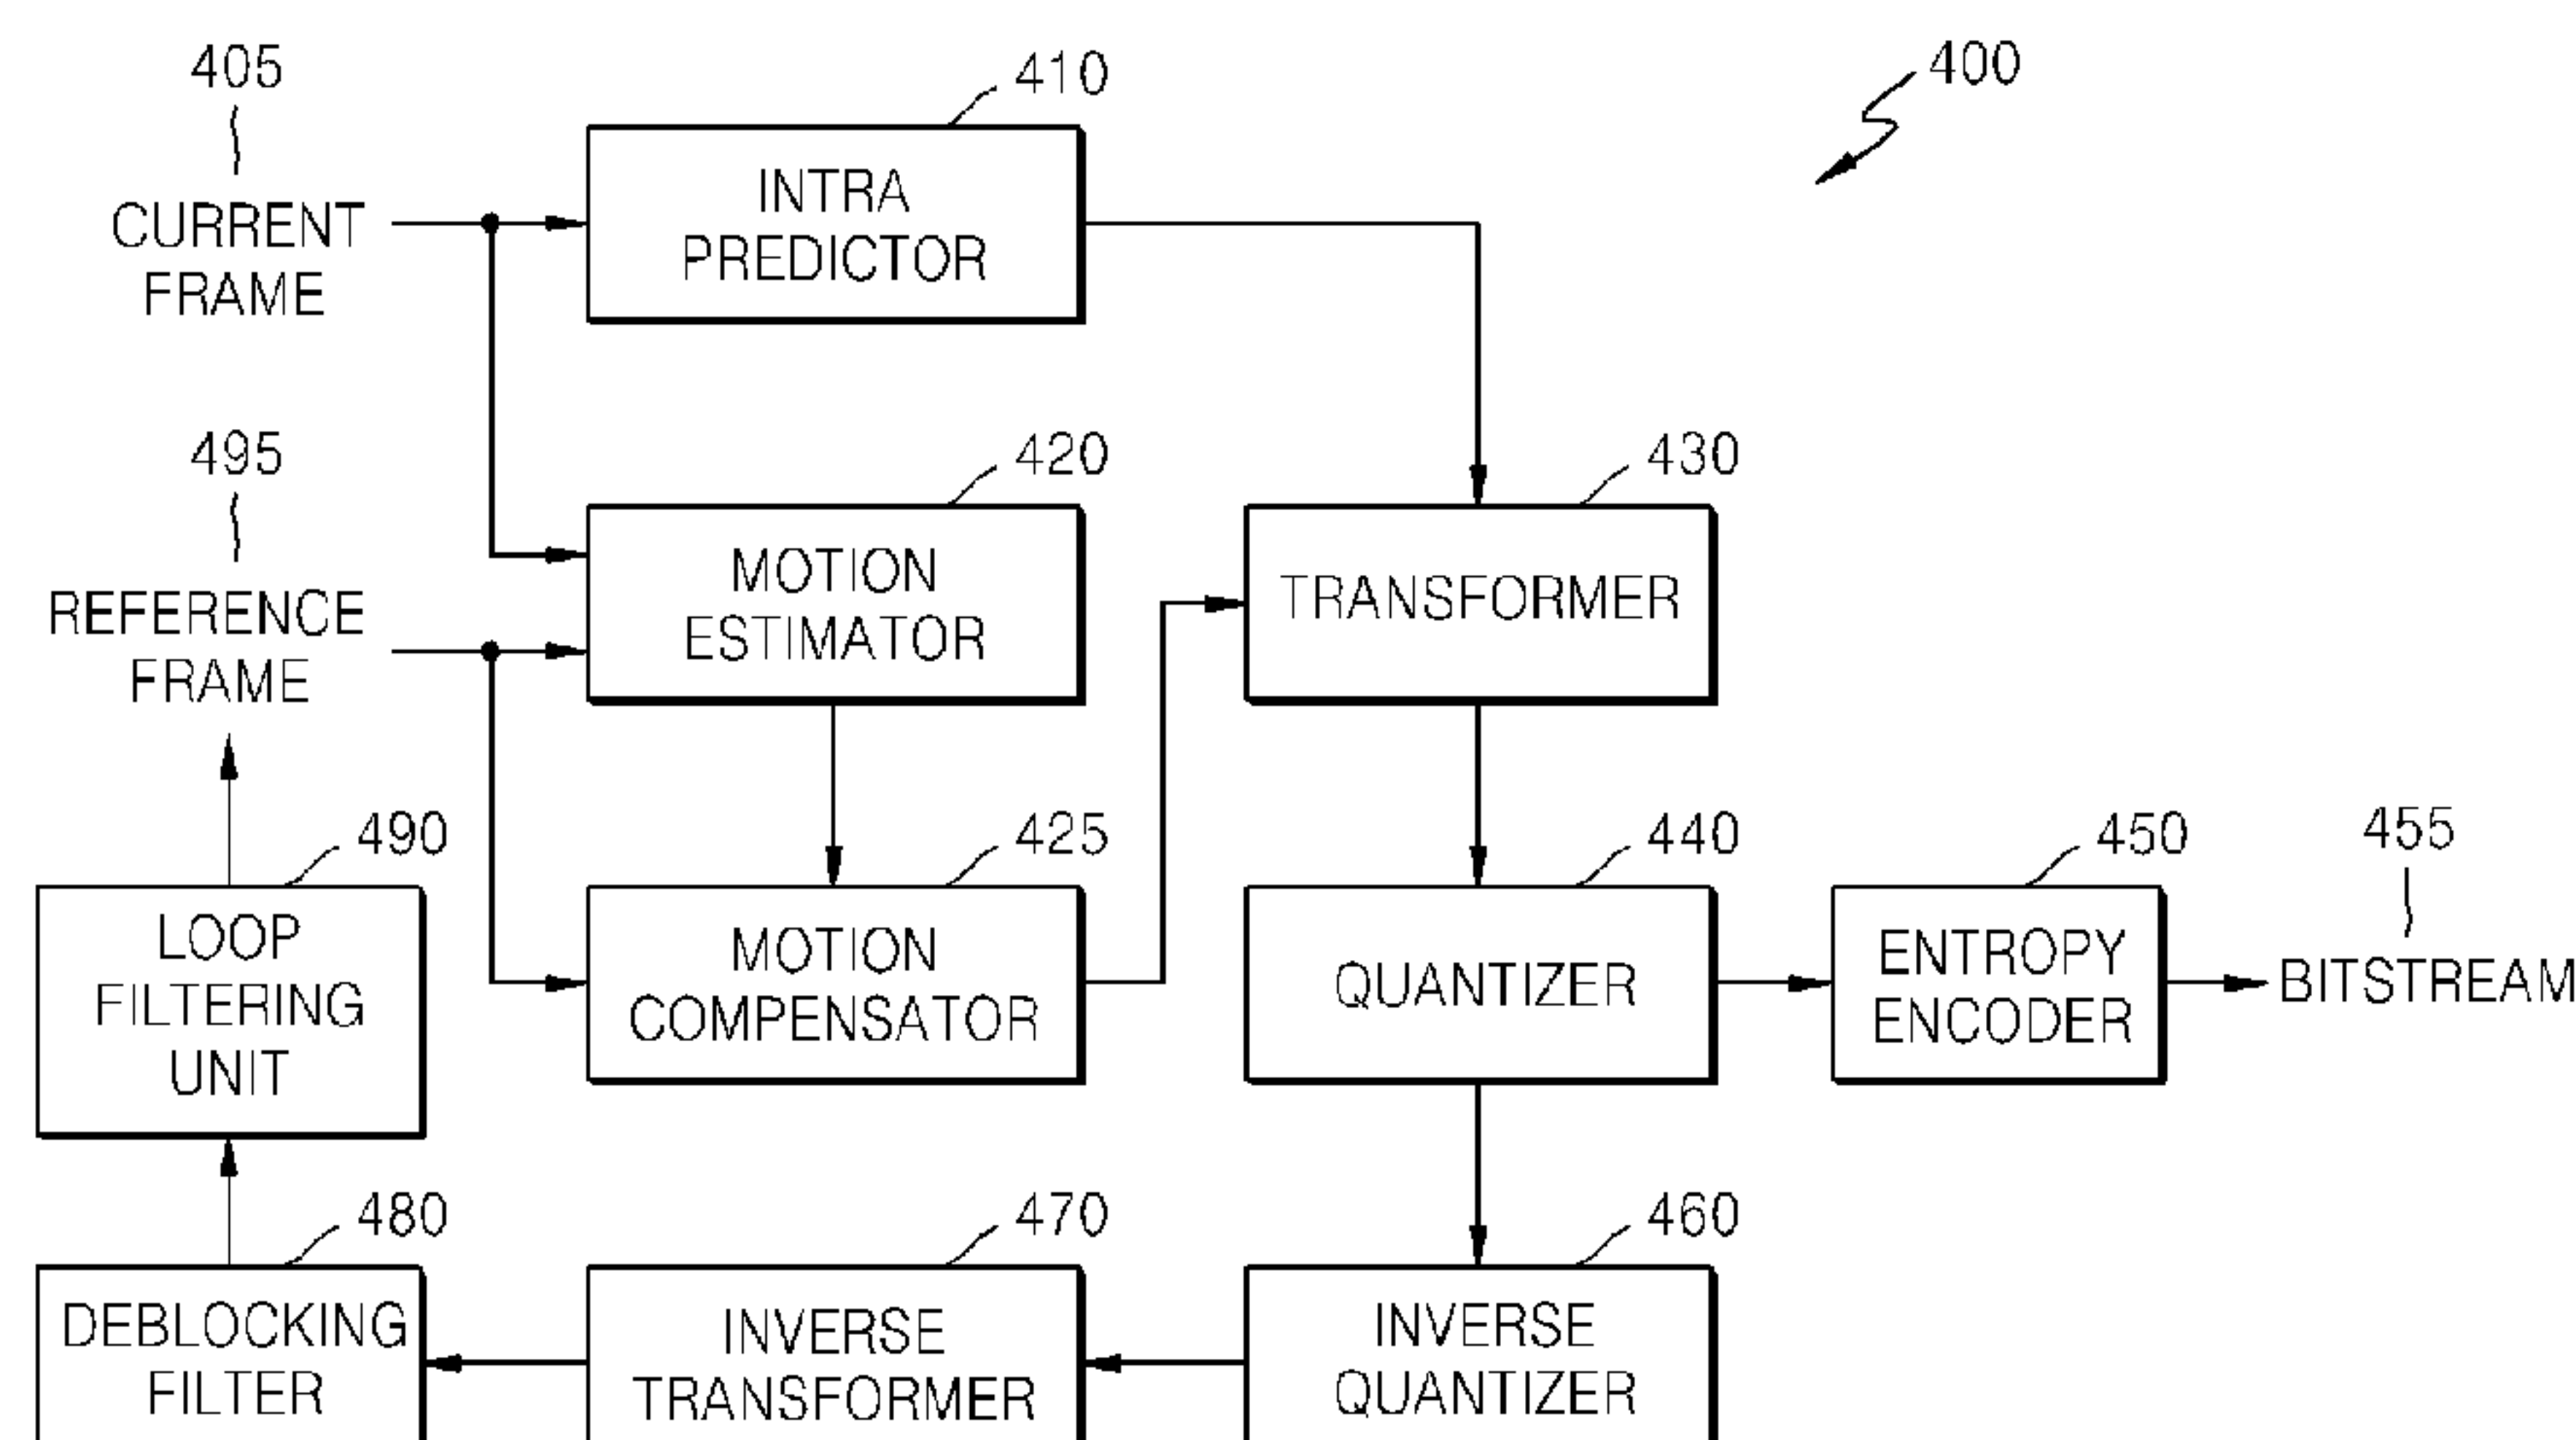 405
410
400
CURRENT
FRAME
INTRA
PREDICTOR
495
420
430
REFERENCE
FRAME
MOTION
ESTIMATOR
TRANSFORMER
490
425
440
450
455
LOOP
FILTERING
UNIT
MOTION
COMPENSATOR
QUANTIZER
ENTROPY
ENCODER
BITSTREAM
480
470
460
DEBLOCKING
FILTER
INVERSE
TRANSFORMER
INVERSE
QUANTIZER